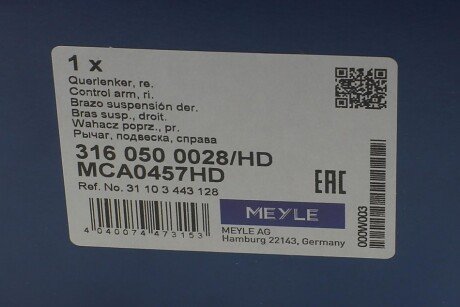 1 x
Querlenker, re.
Control arm, ri.
Brazo suspensión der.
Bras susp., droit.
Wahacz poprz., pr.
Рычаг, подвеска, справа
316 050 0028/HD
MCA0457HD
Ref. No. 31 10 3 443 128
EAC
MEYLE
4 040074 473153
MEYLE AG
Hamburg 22143, Germany
000W003